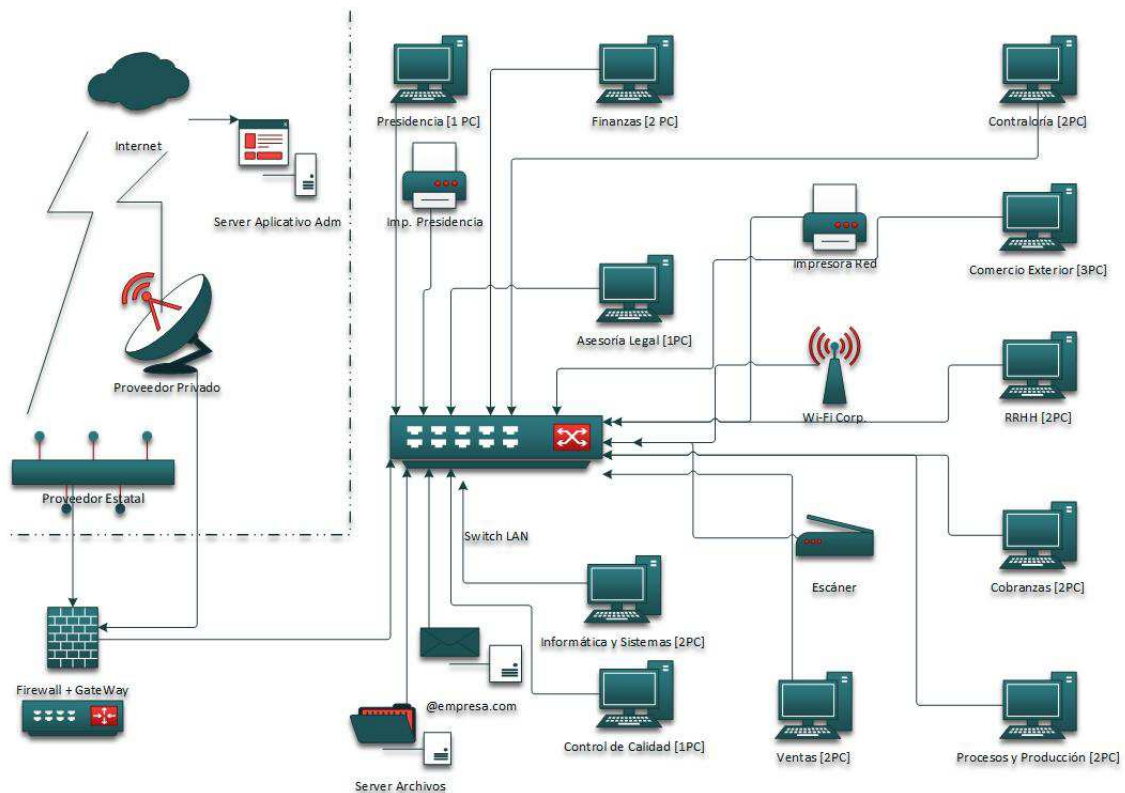 Presidencia [1 PC]
Finanzas [2 PC]
Contraloría [2PC]
Internet
Server Aplicativo Adm
Imp. Presidencia
Impresora Red
Comercio Exterior [3PC]
Asesoría Legal [1PC]
Proveedor Privado
Wi-Fi Corp.
RRHH [2PC]
Proveedor Estatal
Switch LAN
Escáner
Cobranzas [2PC]
Informática y Sistemas [2PC]
Firewall + GateWay
@empresa.com
Control de Calidad [1PC]
Ventas [2PC]
Procesos y Producción [2PC]
Server Archivos